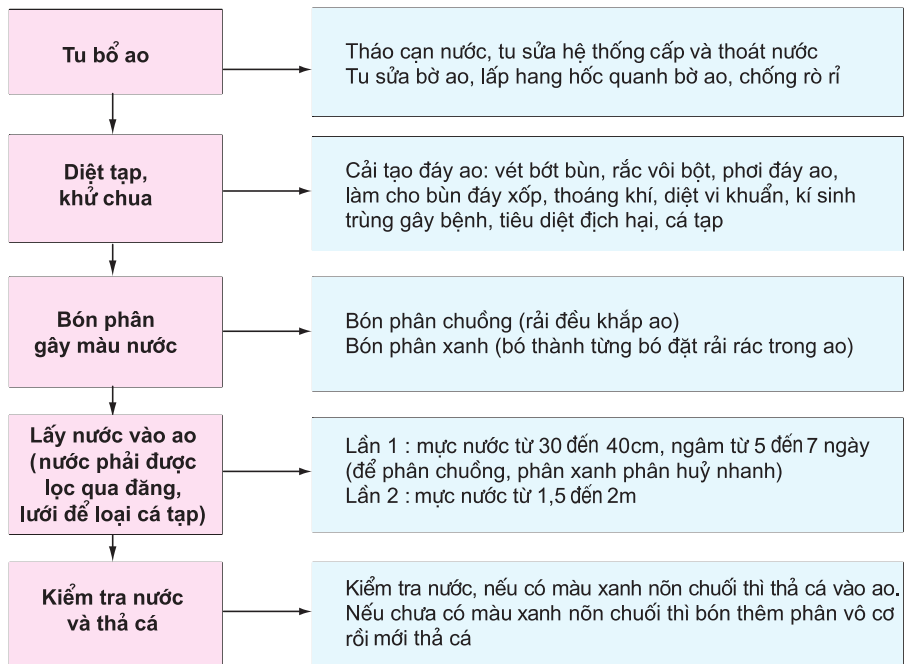 Tu bổ ao
Tháo cạn nước, tu sửa hệ thống cấp và thoát nước
Tu sửa bờ ao, lấp hang hốc quanh bờ ao, chống rò rỉ
Diệt tạp,
khử chua
Cải tạo đáy ao: vét bớt bùn, rắc vôi bột, phơi đáy ao,
làm cho bùn đáy xốp, thoáng khí, diệt vi khuẩn, kí sinh
trùng gây bệnh, tiêu diệt địch hại, cá tạp
Bón phân
gây màu nước
Bón phân chuồng (rải đều khắp ao)
Bón phân xanh (bó thành từng bó đặt rải rác trong ao)
Lấy nước vào ao
(nước phải được
lọc qua đăng,
lưới để loại cá tạp)
Lần 1 : mực nước từ 30 đến 40cm, ngâm từ 5 đến 7 ngày
(để phân chuồng, phân xanh phân huỷ nhanh)
Lần 2 : mực nước từ 1,5 đến 2m
Kiểm tra nước
và thả cá
Kiểm tra nước, nếu có màu xanh nõn chuối thì thả cá vào ao.
Nếu chưa có màu xanh nõn chuối thì bón thêm phân vô cơ
rồi mới thả cá